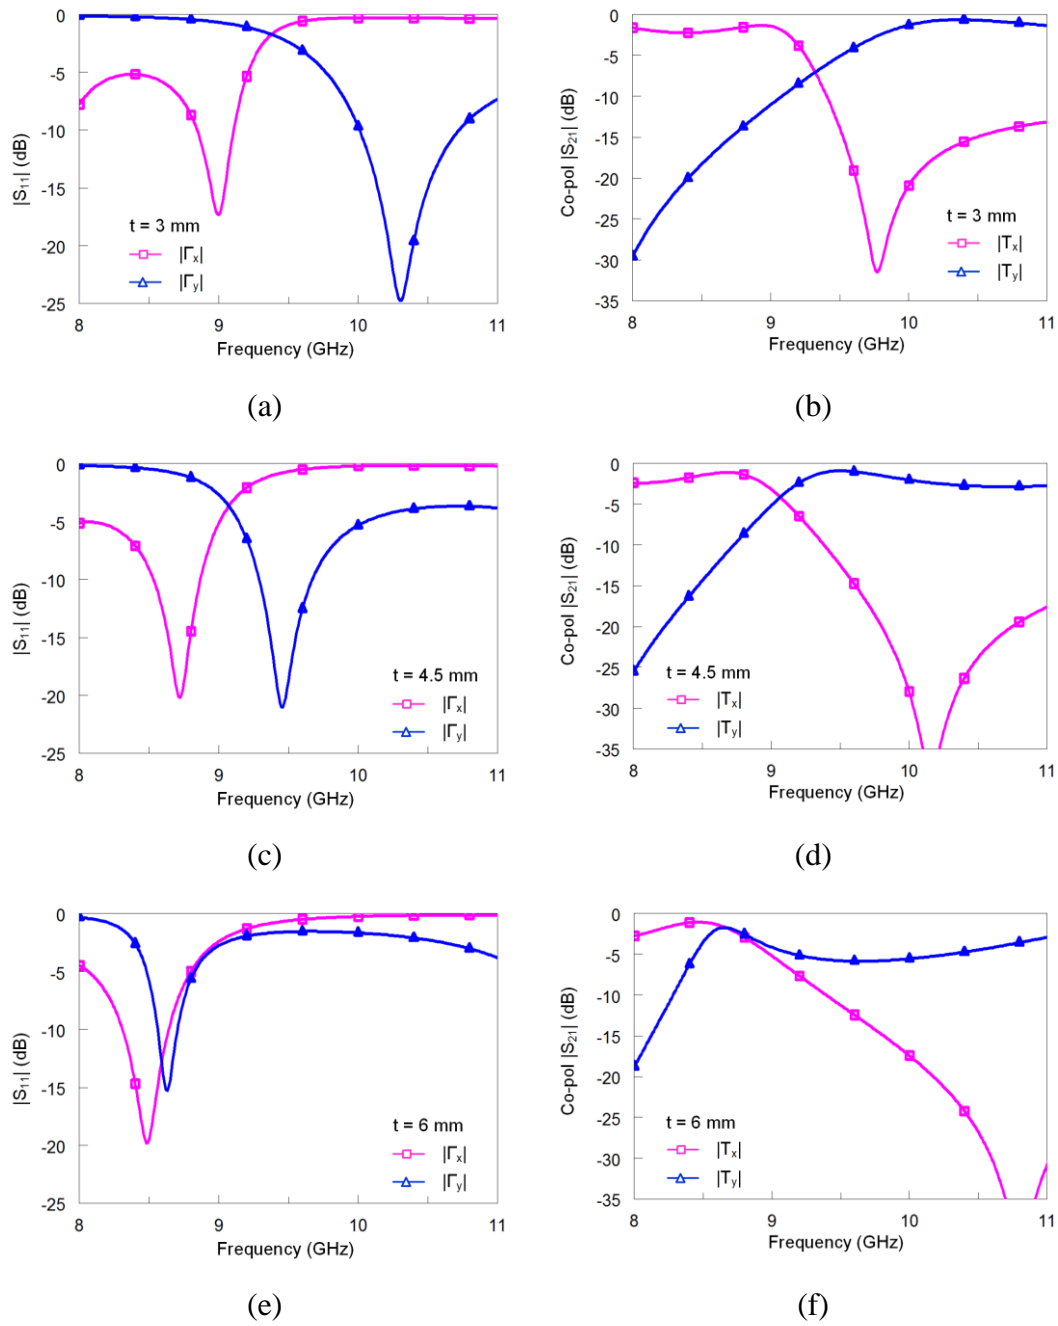 0
-5
-10
-15
-20
-25
|S11| (dB)
t = 3 mm
|Γx|
|Γy|
8 9 10 11
Frequency (GHz)
(a)
0
-5
-10
-15
-20
-25
-30
-35
Co-pol |S21| (dB)
t = 3 mm
|Tx|
|Ty|
8 9 10 11
Frequency (GHz)
(b)
0
-5
-10
-15
-20
-25
|S11| (dB)
t = 4.5 mm
|Γx|
|Γy|
8 9 10 11
Frequency (GHz)
(c)
0
-5
-10
-15
-20
-25
-30
-35
Co-pol |S21| (dB)
t = 4.5 mm
|Tx|
|Ty|
8 9 10 11
Frequency (GHz)
(d)
0
-5
-10
-15
-20
-25
|S11| (dB)
t = 6 mm
|Γx|
|Γy|
8 9 10 11
Frequency (GHz)
(e)
0
-5
-10
-15
-20
-25
-30
-35
Co-pol |S21| (dB)
t = 6 mm
|Tx|
|Ty|
8 9 10 11
Frequency (GHz)
(f)